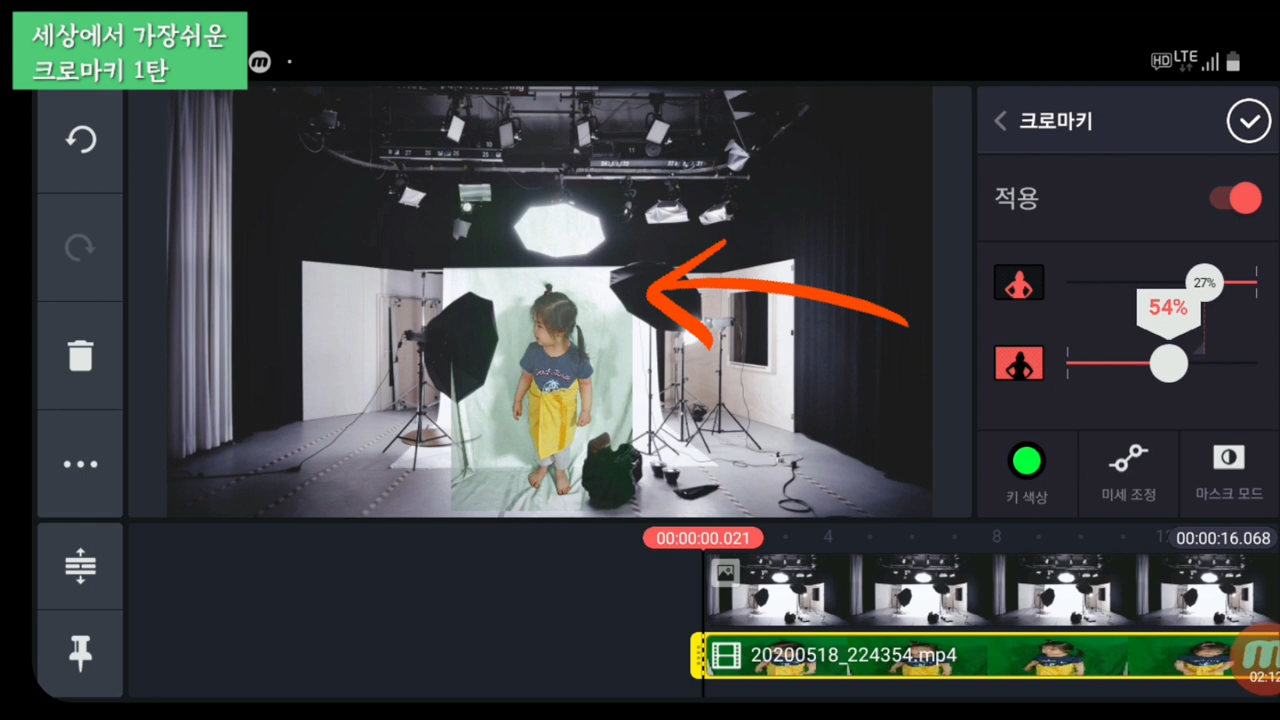 세상에서 가장쉬운
크로마키 1탄
HD LTE
크로마키
적용
27%
54%
키 색상
미세 조정
마스크 모드
00:00:00.021
4
8
12
00:00:16.068
20200518_224354.mp4
02:12